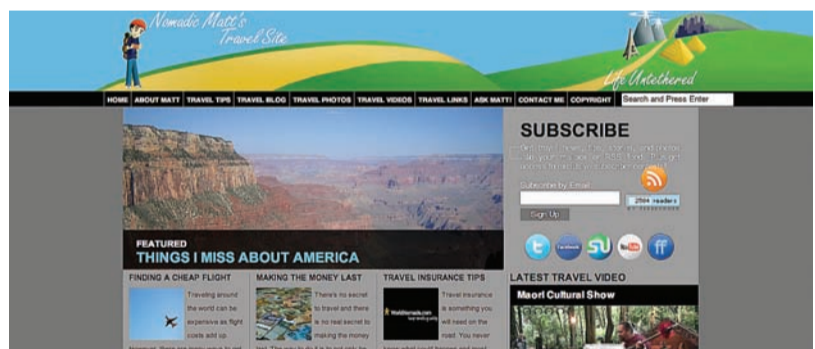 Nomadic Matt's
Travel Site
Life Untethered
HOME ABOUT MATT TRAVEL TIPS TRAVEL BLOG TRAVEL PHOTOS TRAVEL VIDEOS TRAVEL LINKS ASK MATT! CONTACT ME COPYRIGHT Search and Press Enter
FEATURED
THINGS I MISS ABOUT AMERICA
SUBSCRIBE
Subscribe by Email
Sign Up
2504 readers
Facebook
You Tube
ff
FINDING A CHEAP FLIGHT
Traveling around
the world can be
expensive as flight
costs add up.
MAKING THE MONEY LAST
There's no secret
to travel and there
is no real secret to
making the money
TRAVEL INSURANCE TIPS
WorldNomads.com
Travel insurance
is something you
will need on the
road. You never
LATEST TRAVEL VIDEO
Maori Cultural Show